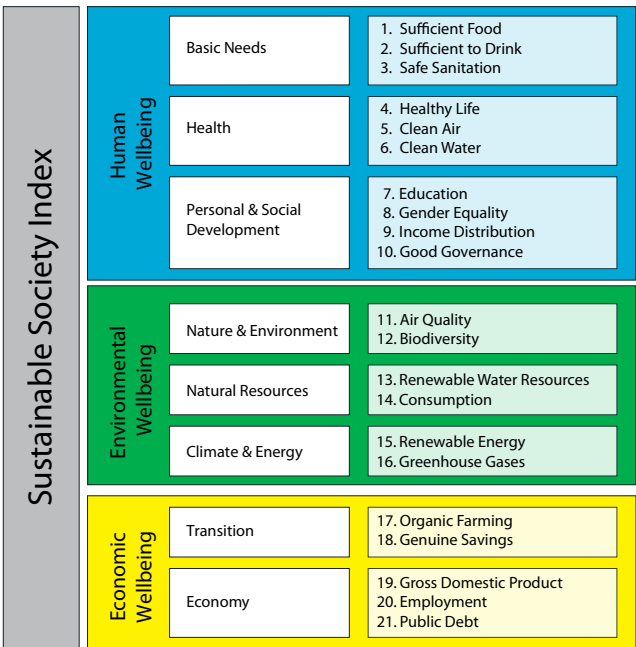 Sustainable Society Index
Human
Wellbeing
Basic Needs
1. Sufficient Food
2. Sufficient to Drink
3. Safe Sanitation
Health
4. Healthy Life
5. Clean Air
6. Clean Water
Personal & Social
Development
7. Education
8. Gender Equality
9. Income Distribution
10. Good Governance
Environmental
Wellbeing
Nature & Environment
11. Air Quality
12. Biodiversity
Natural Resources
13. Renewable Water Resources
14. Consumption
Climate & Energy
15. Renewable Energy
16. Greenhouse Gases
Economic
Wellbeing
Transition
17. Organic Farming
18. Genuine Savings
Economy
19. Gross Domestic Product
20. Employment
21. Public Debt